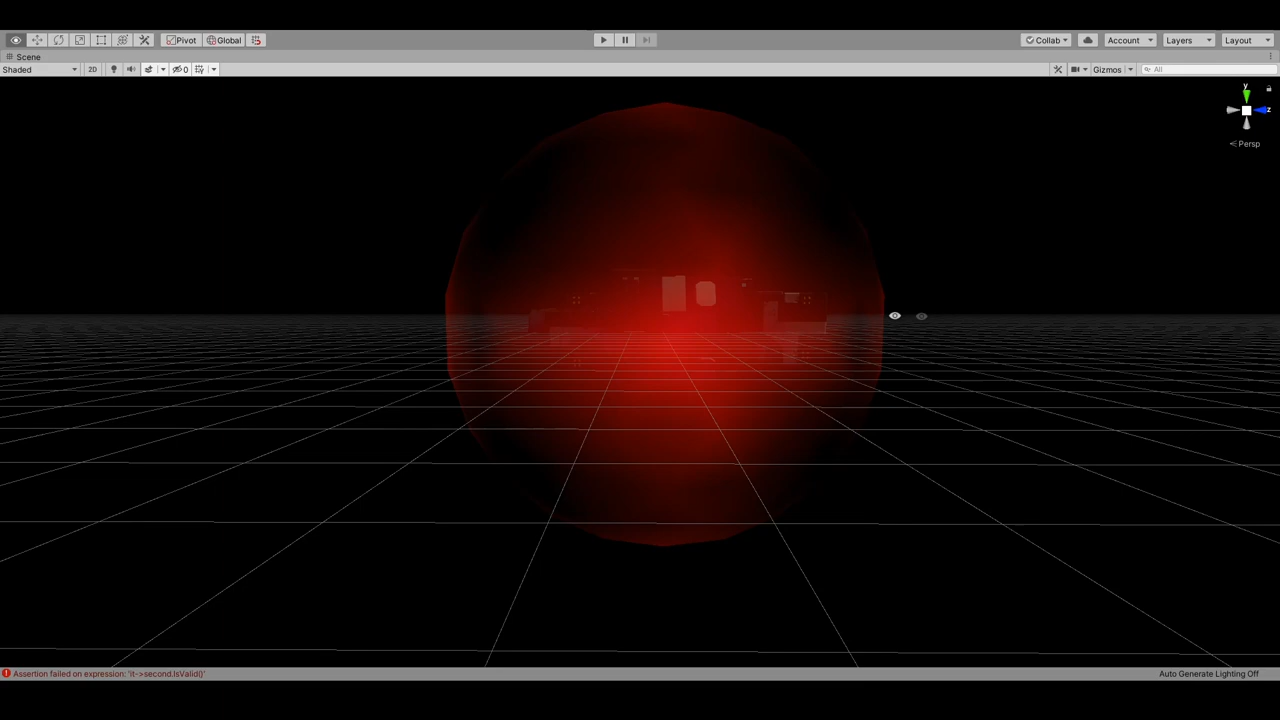 Pivot Global Collab Account Layers Layout
Scene
Shaded 2D 0 Gizmos All
y
z
< Persp
Assertion failed on expression: 'it->second.IsValid()' Auto Generate Lighting Off